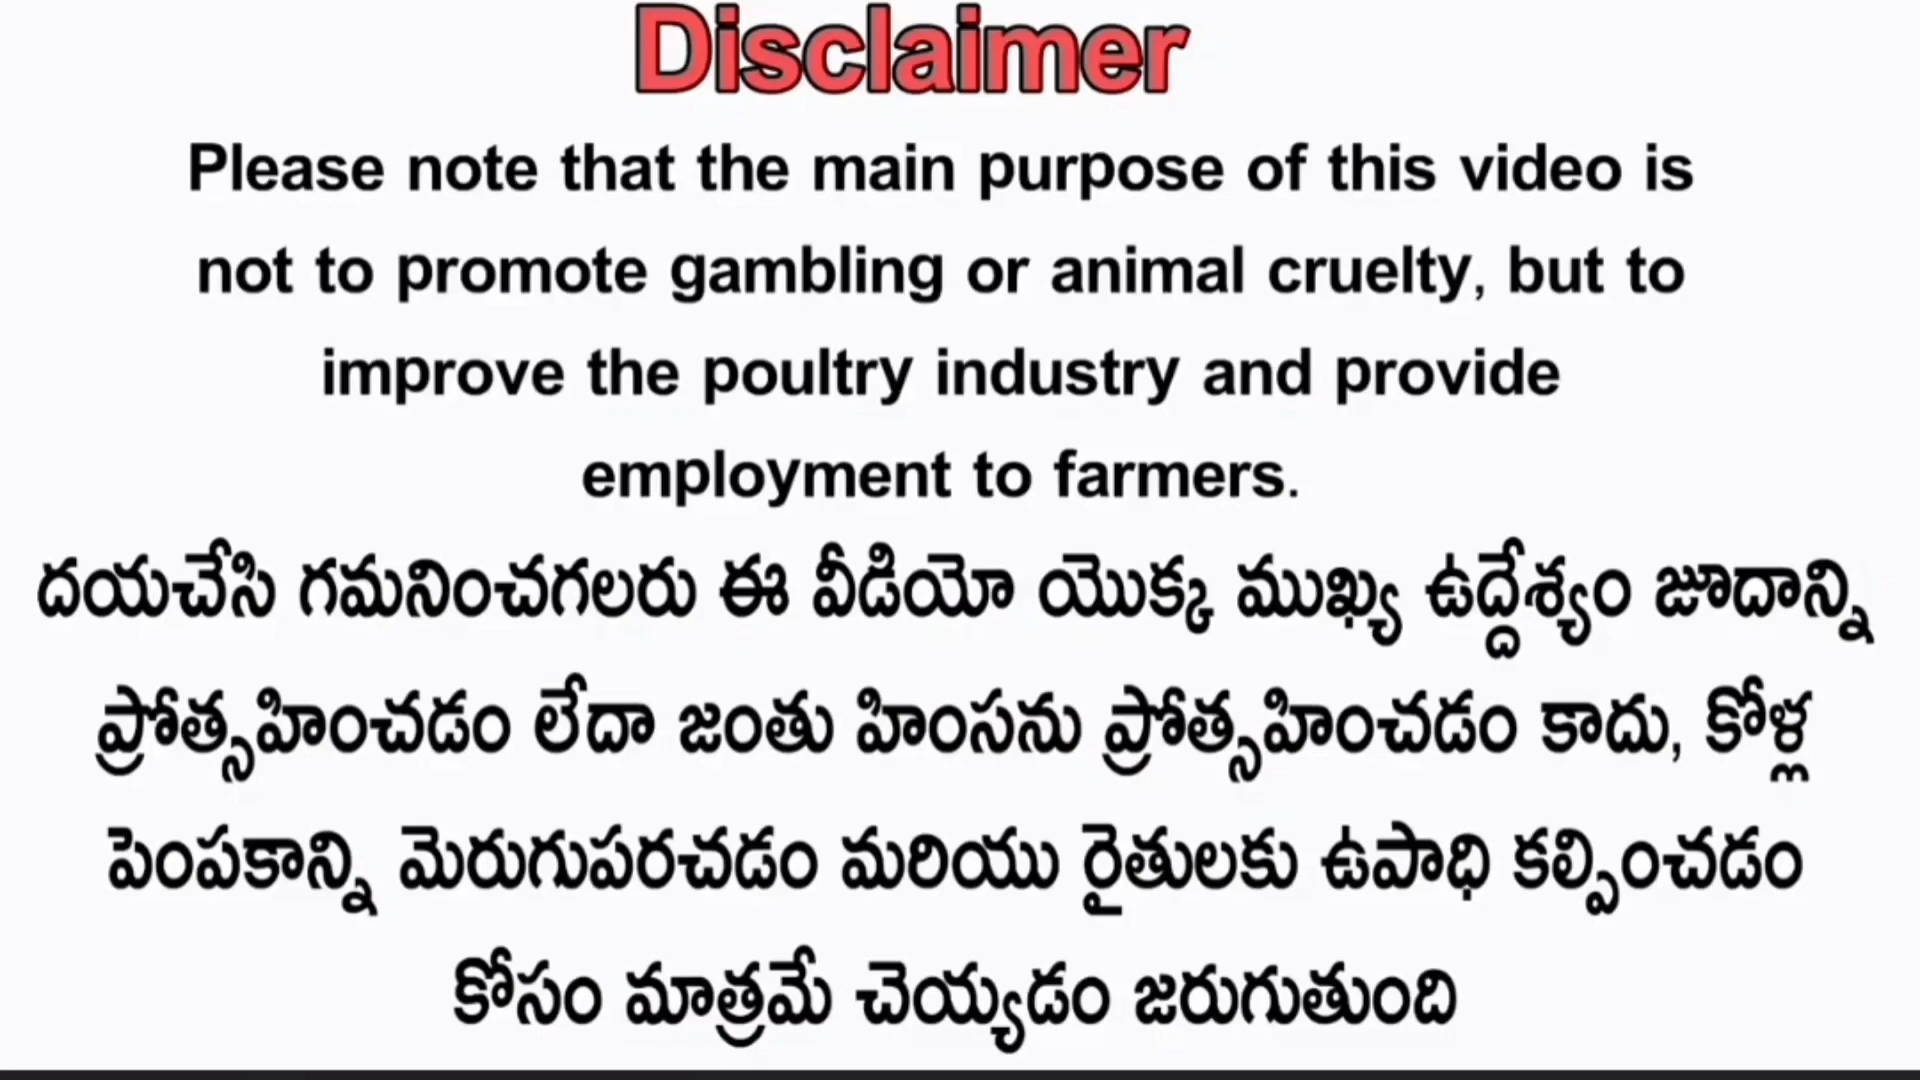 Disclaimer
Please note that the main purpose of this video is
not to promote gambling or animal cruelty, but to
improve the poultry industry and provide
employment to farmers.
దయచేసి గమనించగలరు ఈ వీడియో యొక్క ముఖ్య ఉద్దేశ్యం జూదాన్ని
ప్రోత్సహించడం లేదా జంతు హింసను ప్రోత్సహించడం కాదు, కోళ్ల
పెంపకాన్ని మెరుగుపరచడం మరియు రైతులకు ఉపాధి కల్పించడం
కోసం మాత్రమే చెయ్యడం జరుగుతుంది